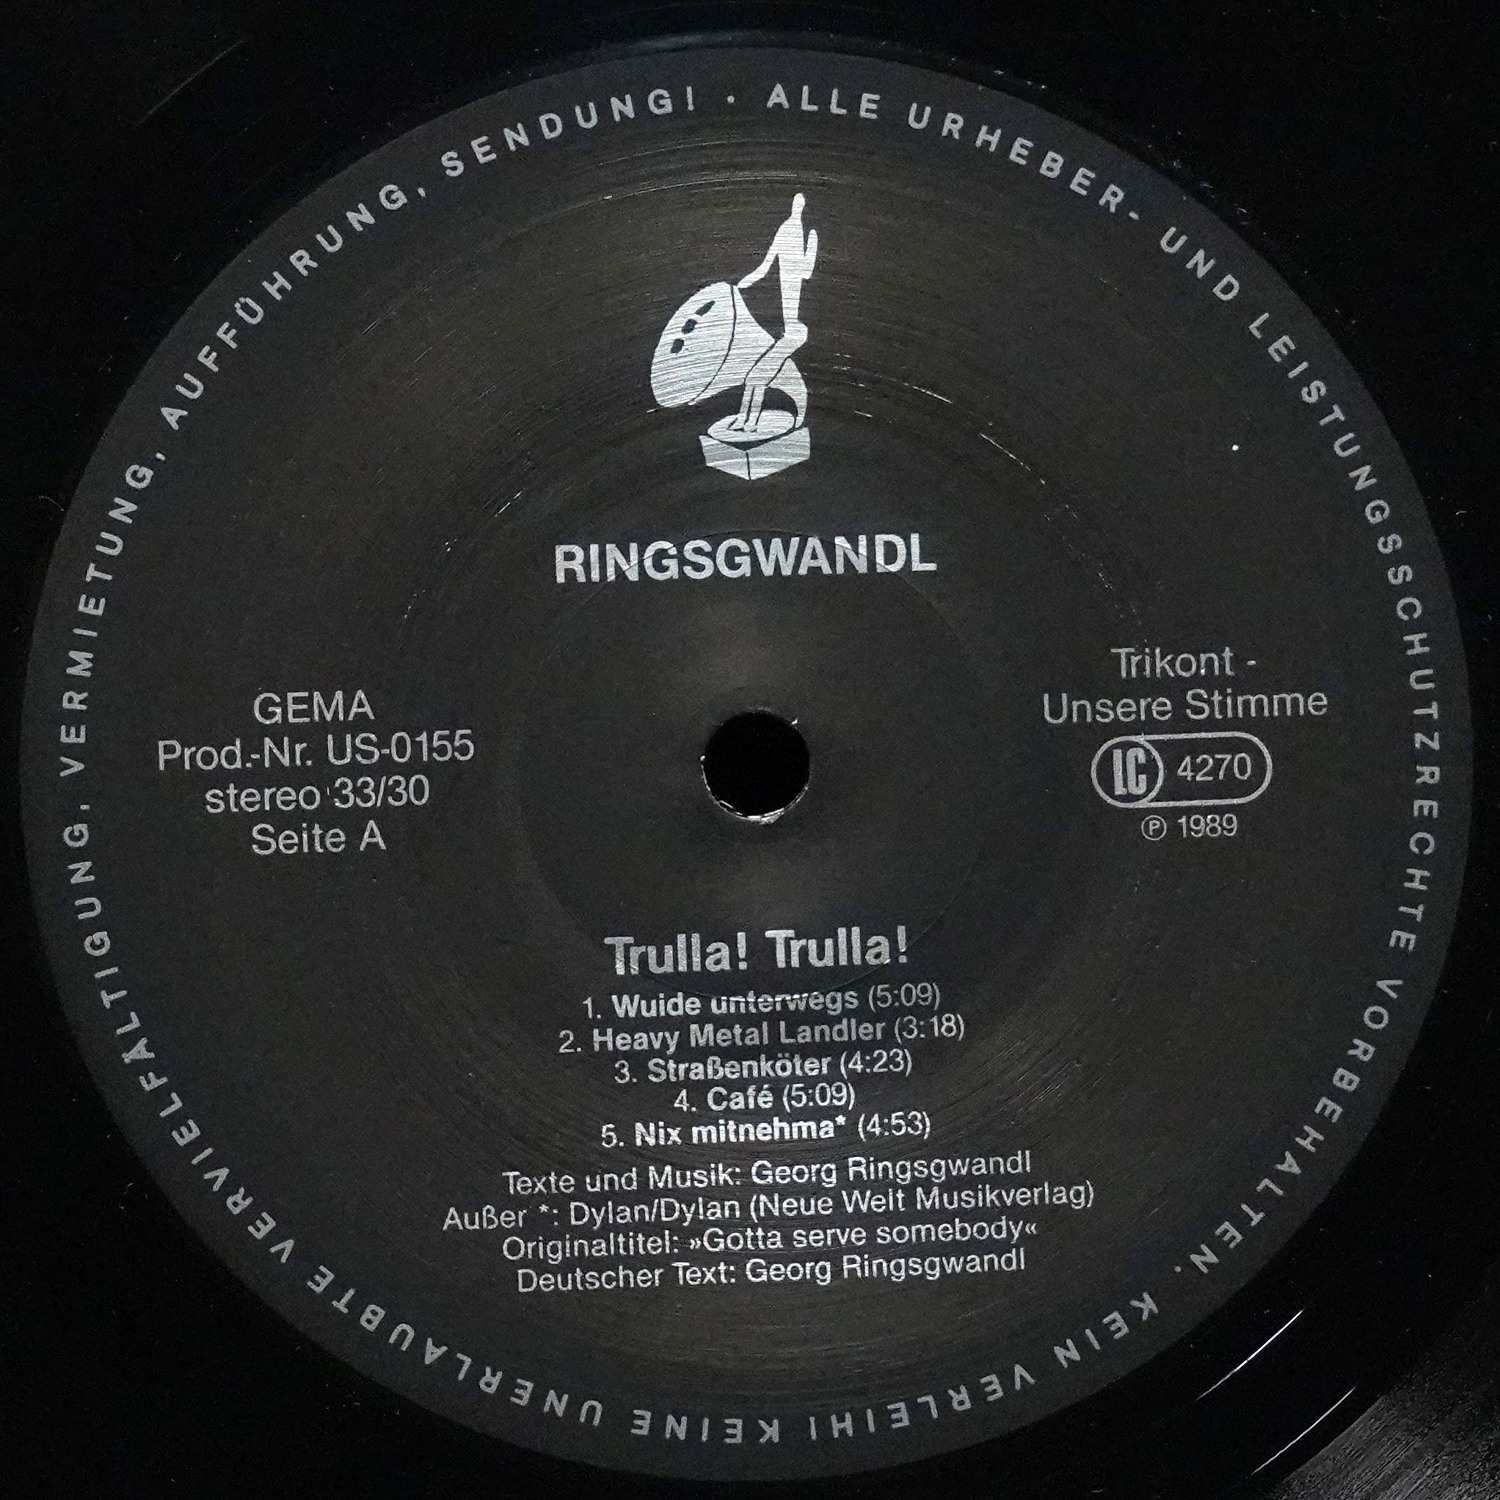 ALLE URHEBER- UND LEISTUNGSSCHUTZRECHTE VORBEHALTEN. KEIN VERLEIH! KEINE UNERLAUBTE VERVIELFÄLTIGUNG, VERMIETUNG, AUFFÜHRUNG, SENDUNG! ·
RINGSGWANDL
GEMA
Prod.-Nr. US-0155
stereo 33/30
Seite A
Trikont -
Unsere Stimme
LC 4270
℗ 1989
Trulla! Trulla!
1. Wuide unterwegs (5:09)
2. Heavy Metal Landler (3:18)
3. Straßenköter (4:23)
4. Café (5:09)
5. Nix mitnehma* (4:53)
Texte und Musik: Georg Ringsgwandl
Außer *: Dylan/Dylan (Neue Welt Musikverlag)
Originaltitel: »Gotta serve somebody«
Deutscher Text: Georg Ringsgwandl